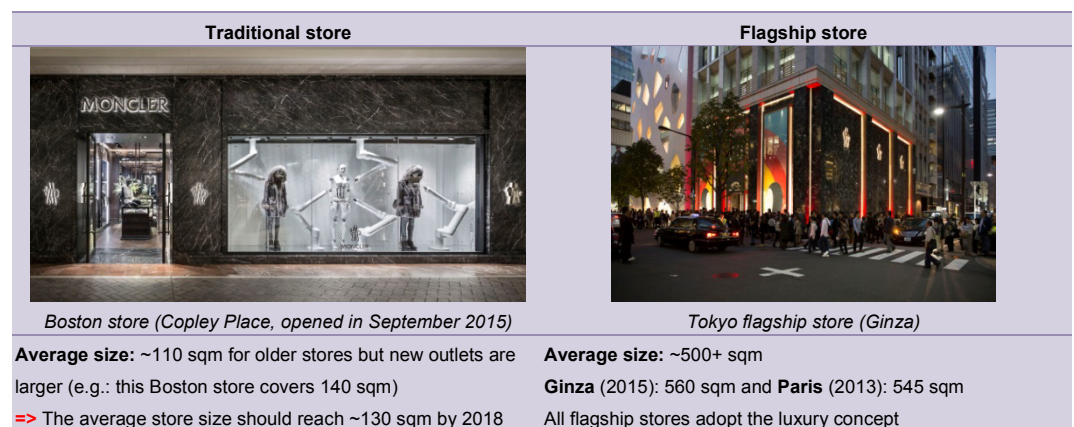 Traditional store
Flagship store
MONCLER
MONCLER
Boston store (Copley Place, opened in September 2015)
Tokyo flagship store (Ginza)
Average size: ~110 sqm for older stores but new outlets are
larger (e.g.: this Boston store covers 140 sqm)
=> The average store size should reach ~130 sqm by 2018
Average size: ~500+ sqm
Ginza (2015): 560 sqm and Paris (2013): 545 sqm
All flagship stores adopt the luxury concept